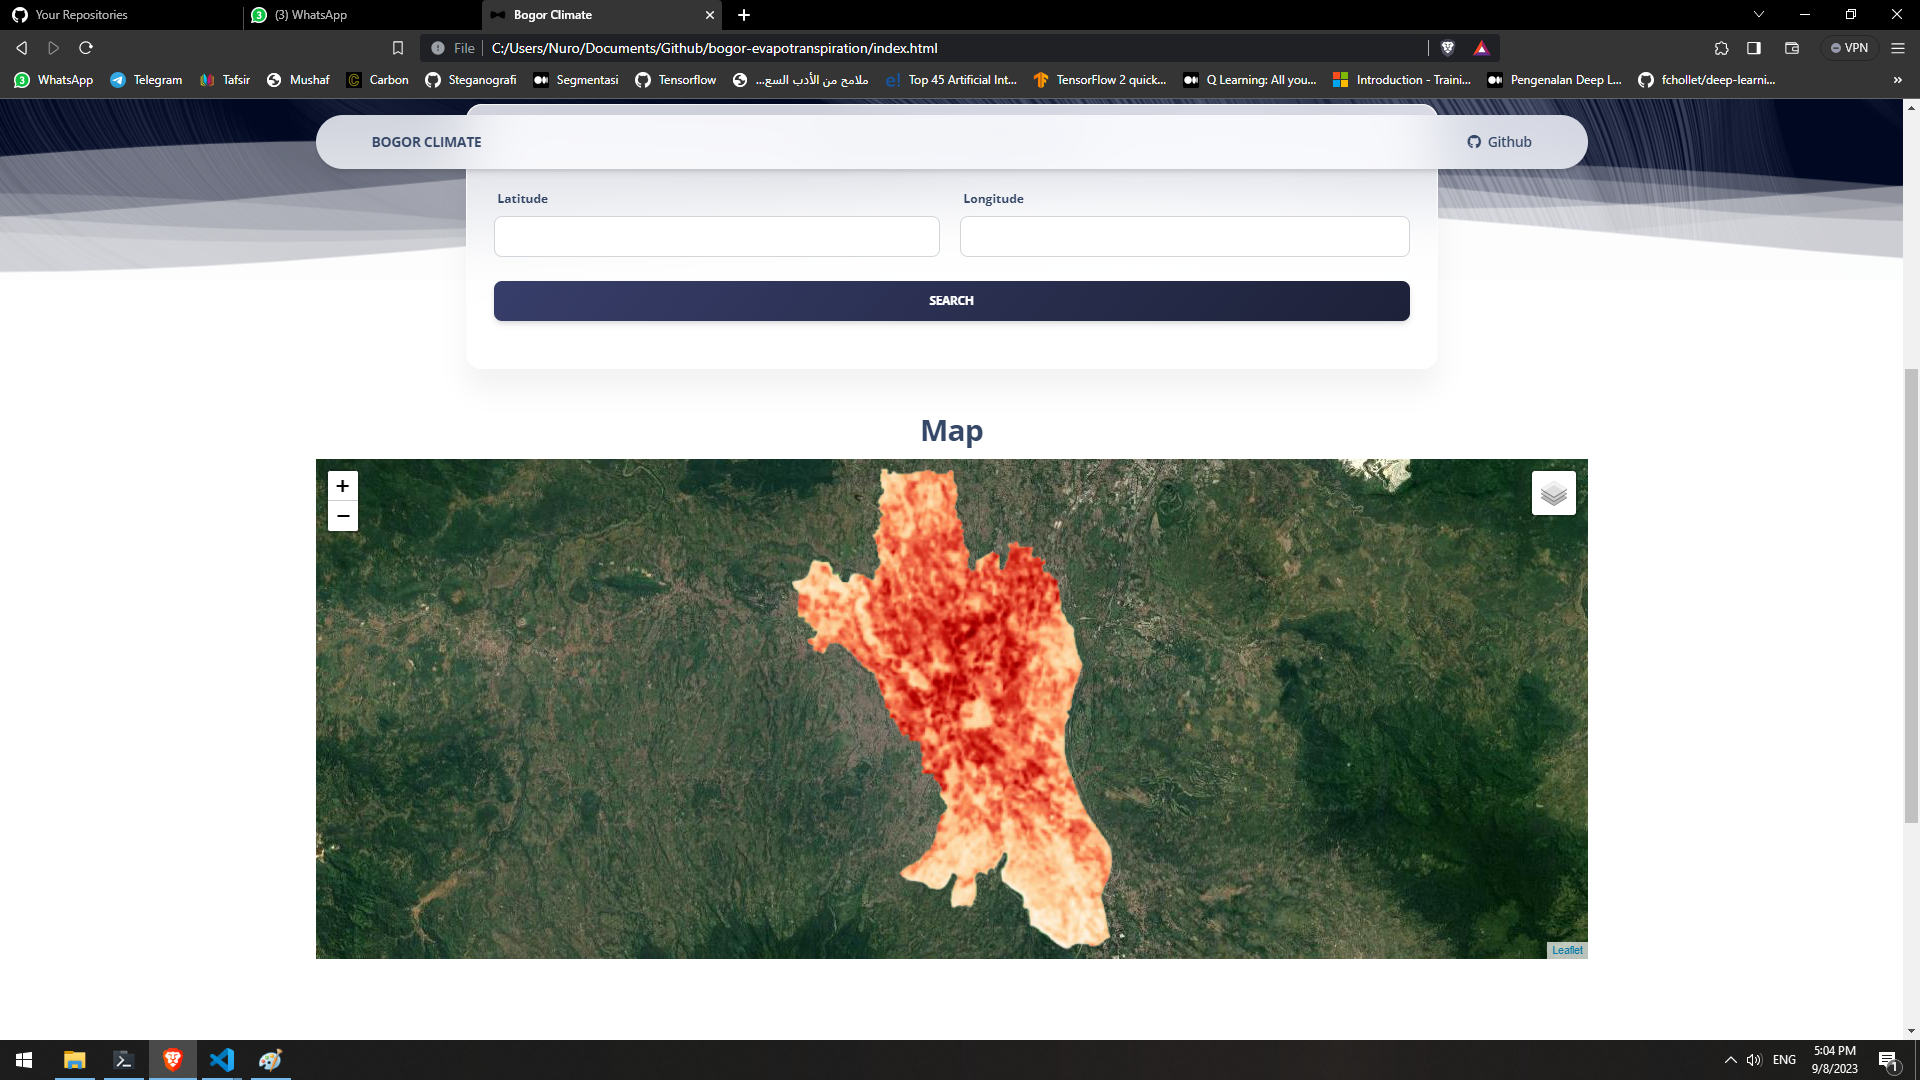 Your Repositories
3
(3) WhatsApp
Bogor Climate
File
C:/Users/Nuro/Documents/Github/bogor-evapotranspiration/index.html
VPN
WhatsApp
Telegram
Tafsir
Mushaf
Carbon
Steganografi
Segmentasi
Tensorflow
ملامح من الأدب السع...
Top 45 Artificial Int...
TensorFlow 2 quick...
Q Learning: All you...
Introduction - Traini...
Pengenalan Deep L...
fchollet/deep-learni...
BOGOR CLIMATE
Github
Latitude
Longitude
SEARCH
Map
+
−
Leaflet
ENG
5:04 PM
9/8/2023
1